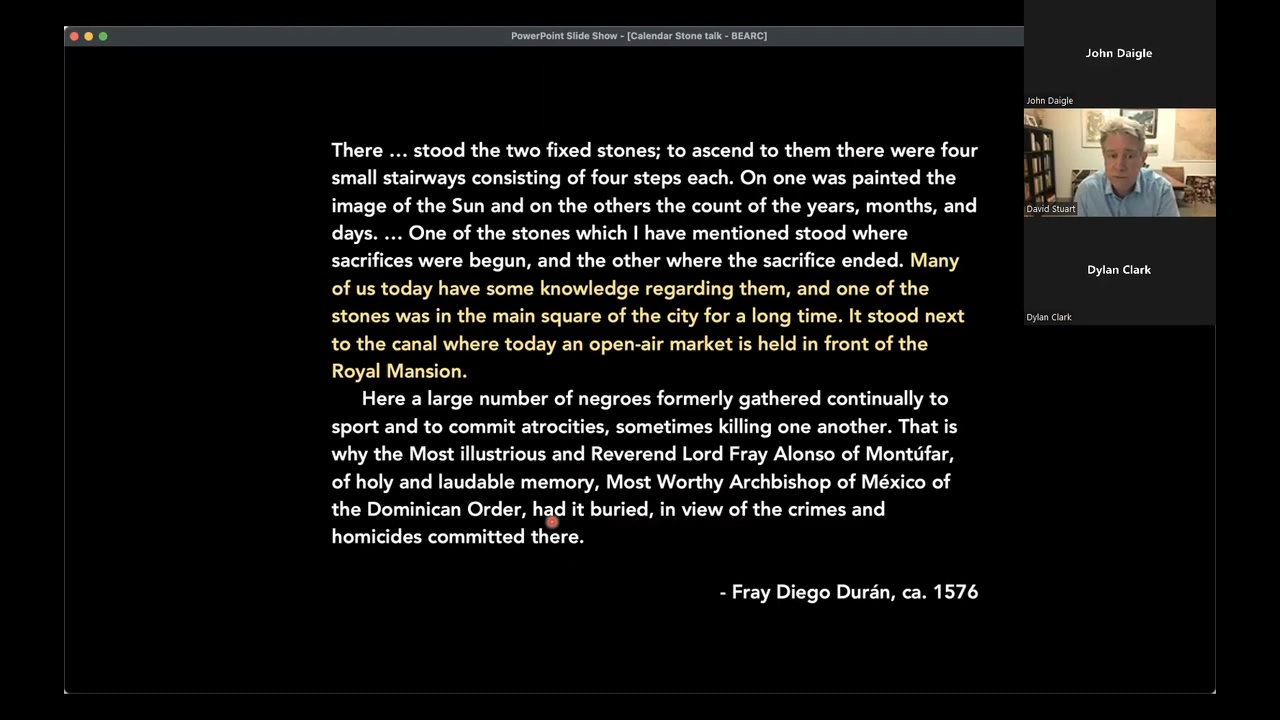 PowerPoint Slide Show - [Calendar Stone talk - BEARC]
There … stood the two fixed stones; to ascend to them there were four
small stairways consisting of four steps each. On one was painted the
image of the Sun and on the others the count of the years, months, and
days. … One of the stones which I have mentioned stood where
sacrifices were begun, and the other where the sacrifice ended. Many
of us today have some knowledge regarding them, and one of the
stones was in the main square of the city for a long time. It stood next
to the canal where today an open-air market is held in front of the
Royal Mansion.
Here a large number of negroes formerly gathered continually to
sport and to commit atrocities, sometimes killing one another. That is
why the Most illustrious and Reverend Lord Fray Alonso of Montúfar,
of holy and laudable memory, Most Worthy Archbishop of México of
the Dominican Order, had it buried, in view of the crimes and
homicides committed there.
- Fray Diego Durán, ca. 1576
John Daigle
John Daigle
David Stuart
Dylan Clark
Dylan Clark